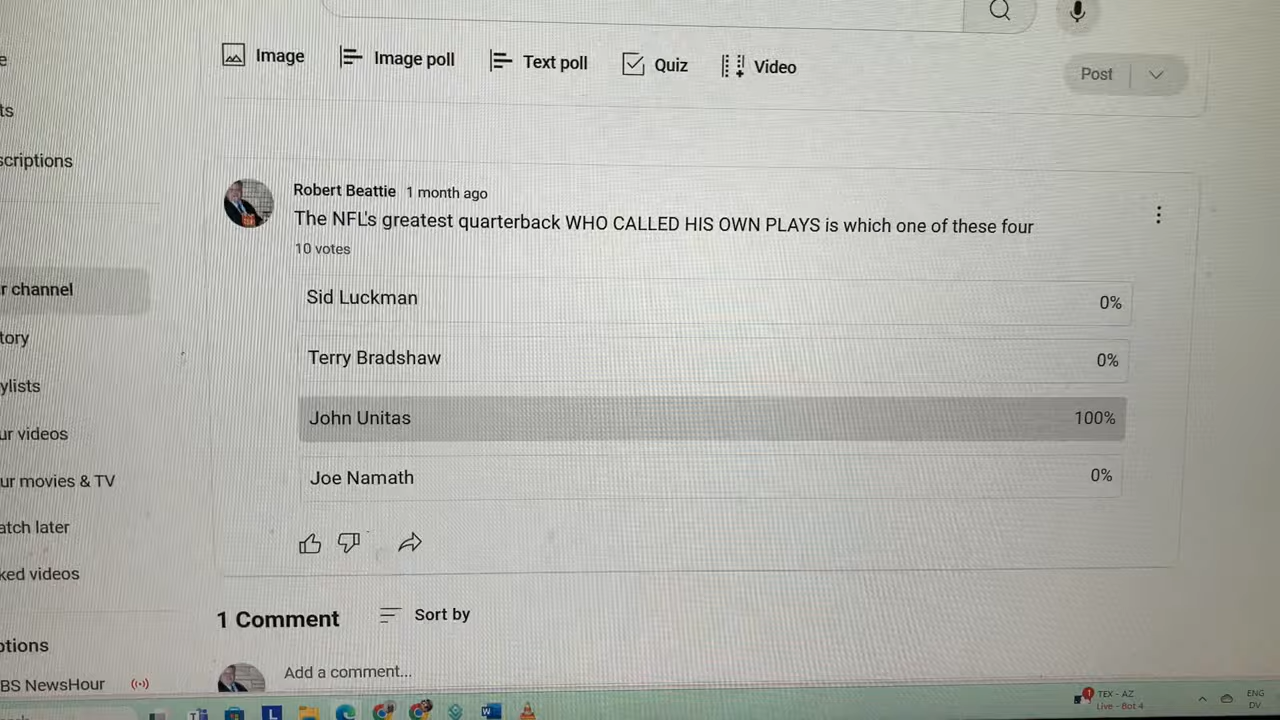 Image
Image poll
Text poll
Quiz
Video
Post
e
ts
scriptions
r channel
tory
ylists
ur videos
ur movies & TV
atch later
ked videos
otions
BS NewsHour
Robert Beattie 1 month ago
The NFL's greatest quarterback WHO CALLED HIS OWN PLAYS is which one of these four
10 votes
Sid Luckman 0%
Terry Bradshaw 0%
John Unitas 100%
Joe Namath 0%
1 Comment
Sort by
Add a comment...
1
TEX - AZ
Live - Bot 4
ENG
DV